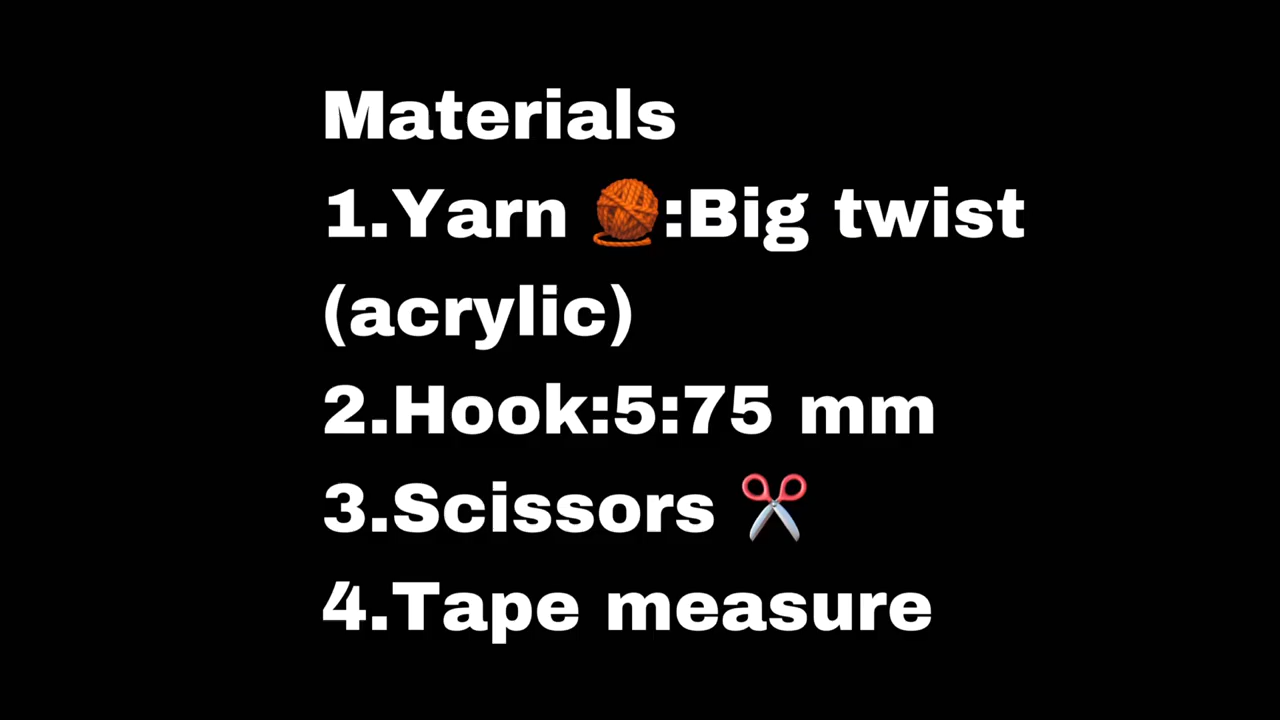 Materials
1.Yarn 🧶:Big twist
(acrylic)
2.Hook:5:75 mm
3.Scissors ✂️
4.Tape measure